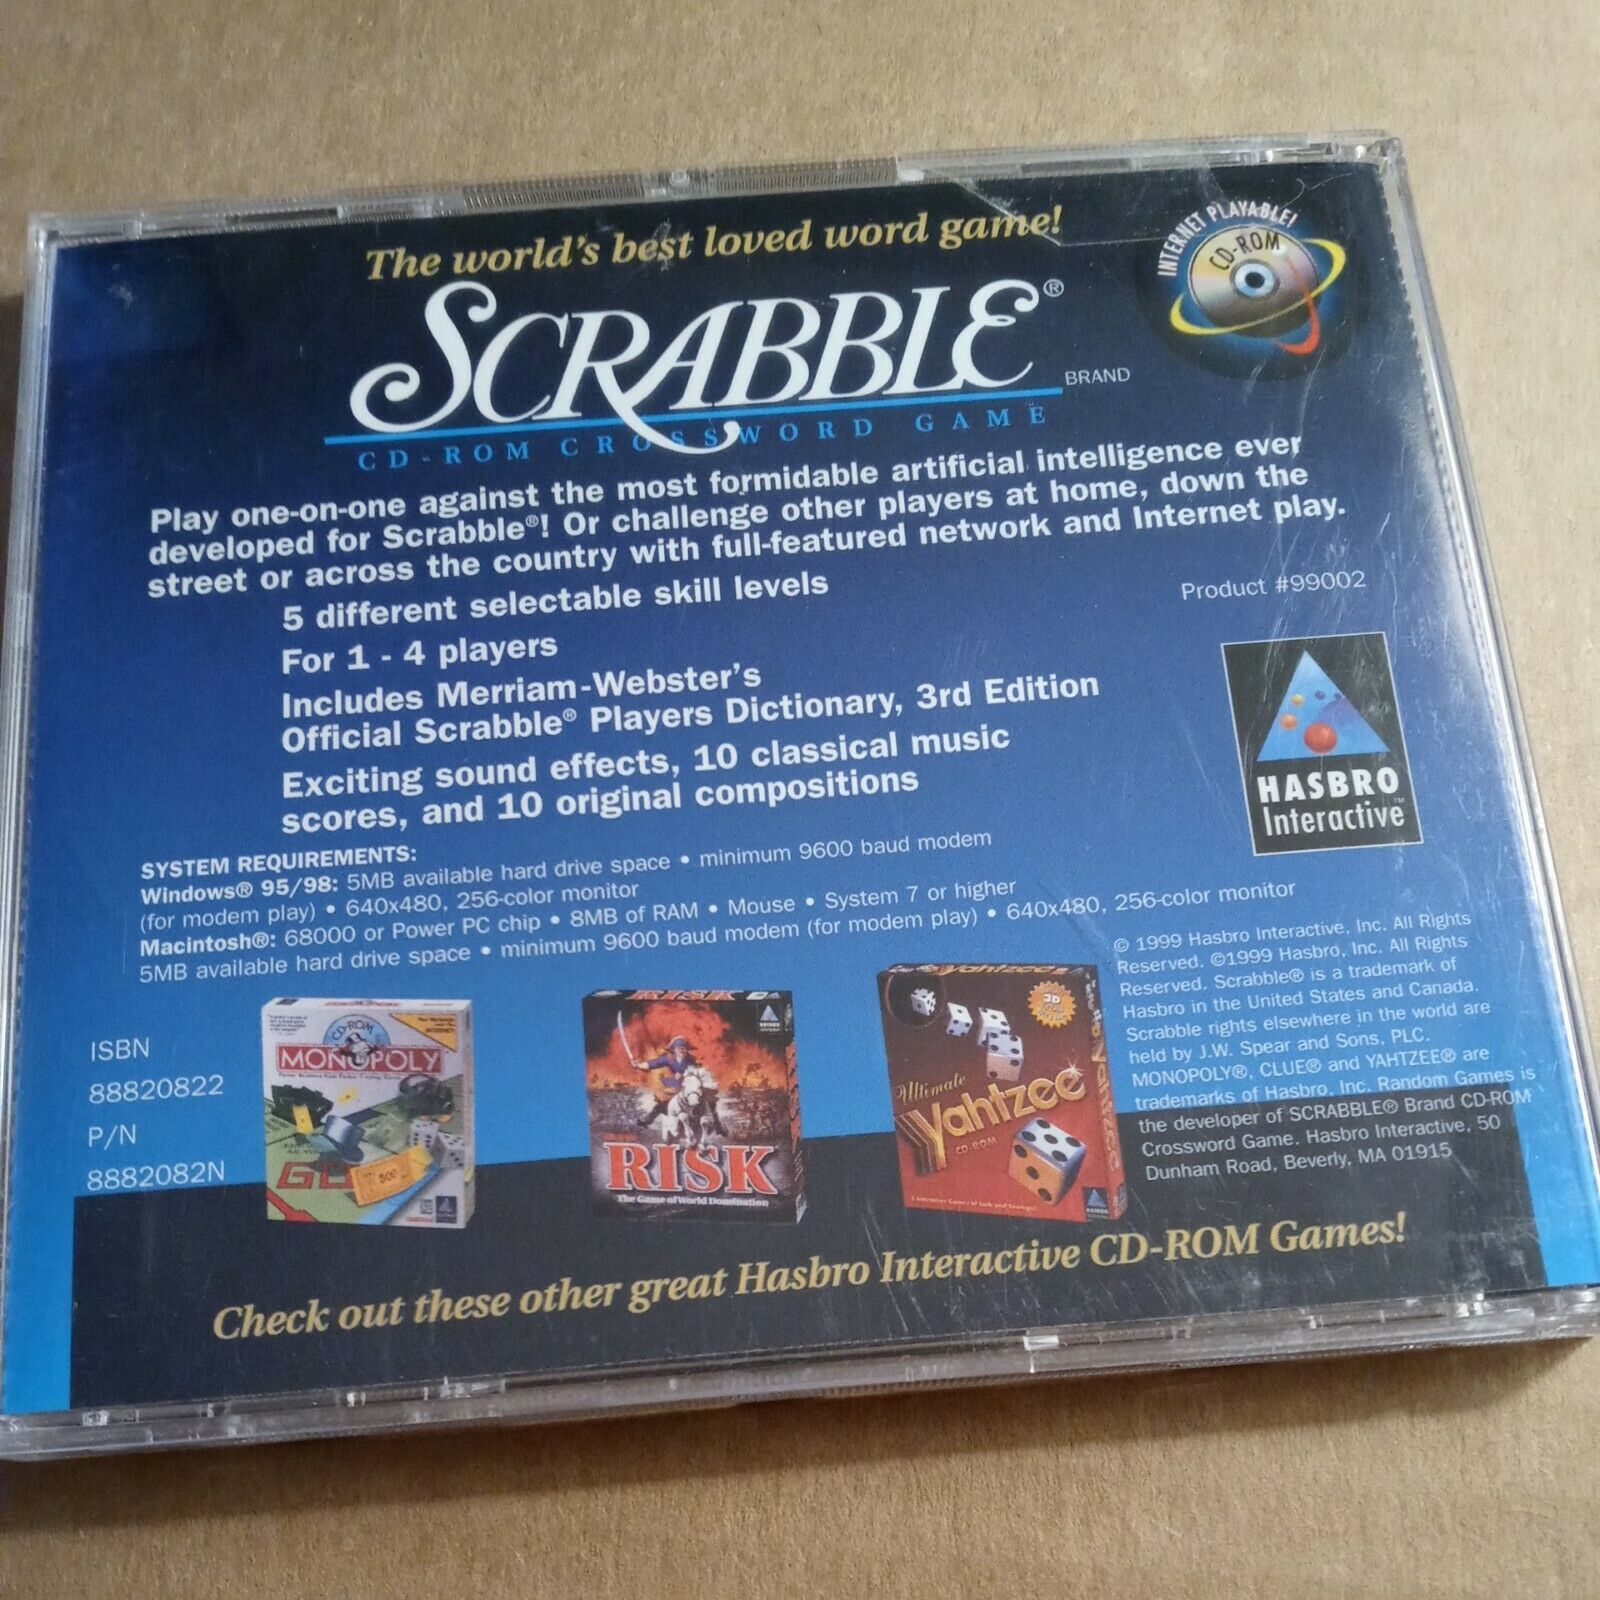 The world's best loved word game!
INTERNET PLAYABLE!
CD-ROM
SCRABBLE®
BRAND
CD-ROM CROSSWORD GAME
Play one-on-one against the most formidable artificial intelligence ever
developed for Scrabble®! Or challenge other players at home, down the
street or across the country with full-featured network and Internet play.
5 different selectable skill levels
Product #99002
For 1 - 4 players
Includes Merriam-Webster's
Official Scrabble® Players Dictionary, 3rd Edition
Exciting sound effects, 10 classical music
scores, and 10 original compositions
HASBRO
Interactive™
SYSTEM REQUIREMENTS:
Windows® 95/98: 5MB available hard drive space • minimum 9600 baud modem
(for modem play) • 640x480, 256-color monitor
Macintosh®: 68000 or Power PC chip • 8MB of RAM • Mouse • System 7 or higher
5MB available hard drive space • minimum 9600 baud modem (for modem play) • 640x480, 256-color monitor
© 1999 Hasbro Interactive, Inc. All Rights
Reserved. ©1999 Hasbro, Inc. All Rights
Reserved. Scrabble® is a trademark of
Hasbro in the United States and Canada.
Scrabble rights elsewhere in the world are
held by J.W. Spear and Sons, PLC.
MONOPOLY®, CLUE® and YAHTZEE® are
trademarks of Hasbro, Inc. Random Games is
the developer of SCRABBLE® Brand CD-ROM
Crossword Game. Hasbro Interactive, 50
Dunham Road, Beverly, MA 01915
ISBN
88820822
P/N
8882082N
CD-ROM
MONOPOLY
GO
500
RISK
RISK
The Game of World Domination
Yahtzee
3D
Ultimate
Yahtzee
CD-ROM
Yahtzee
HASBRO
Check out these other great Hasbro Interactive CD-ROM Games!